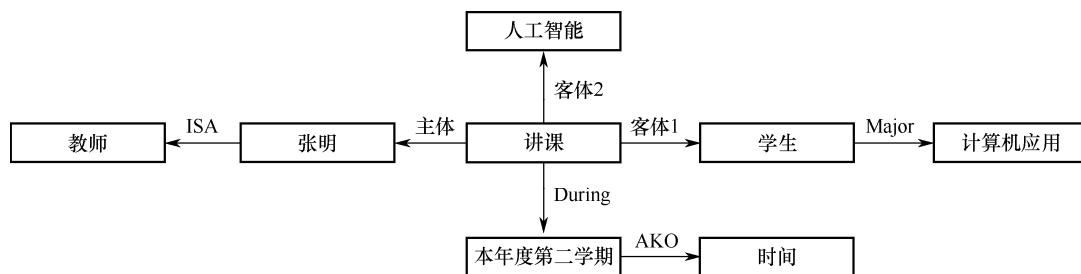 人工智能
客体2
ISA
主体
客体1
Major
教师
张明
讲课
学生
计算机应用
During
AKO
本年度第二学期
时间